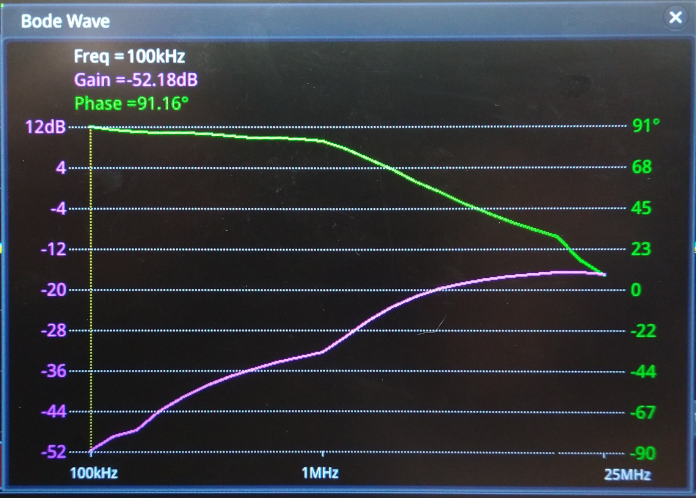 Bode Wave
Freq =100kHz
Gain =-52.18dB
Phase =91.16°
12dB 91°
4 68
-4 45
-12 23
-20 0
-28 -22
-36 -44
-44 -67
-52 -90
100kHz 1MHz 25MHz